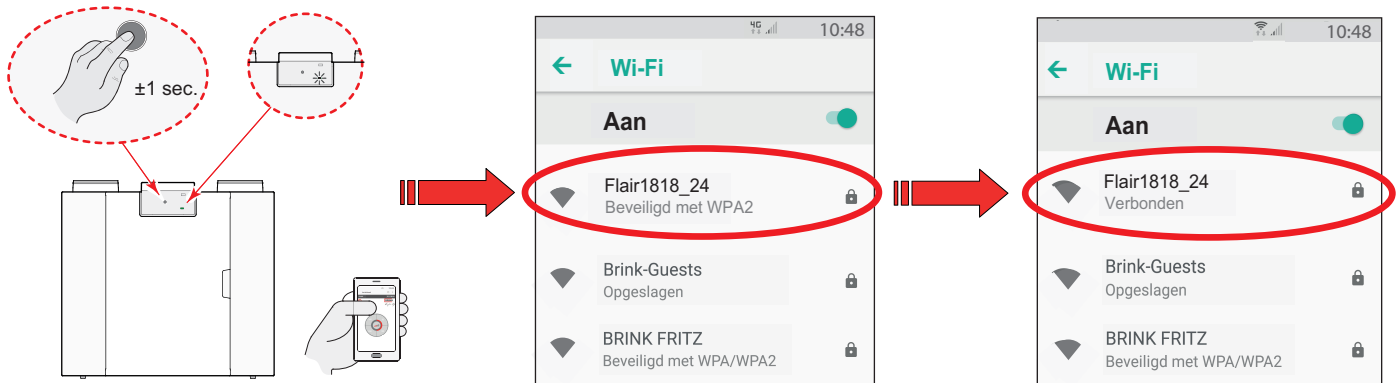 ±1 sec.
4G 10:48
Wi-Fi
Aan
Flair1818_24
Beveiligd met WPA2
Brink-Guests
Opgeslagen
BRINK FRITZ
Beveiligd met WPA/WPA2
10:48
Wi-Fi
Aan
Flair1818_24
Verbonden
Brink-Guests
Opgeslagen
BRINK FRITZ
Beveiligd met WPA/WPA2